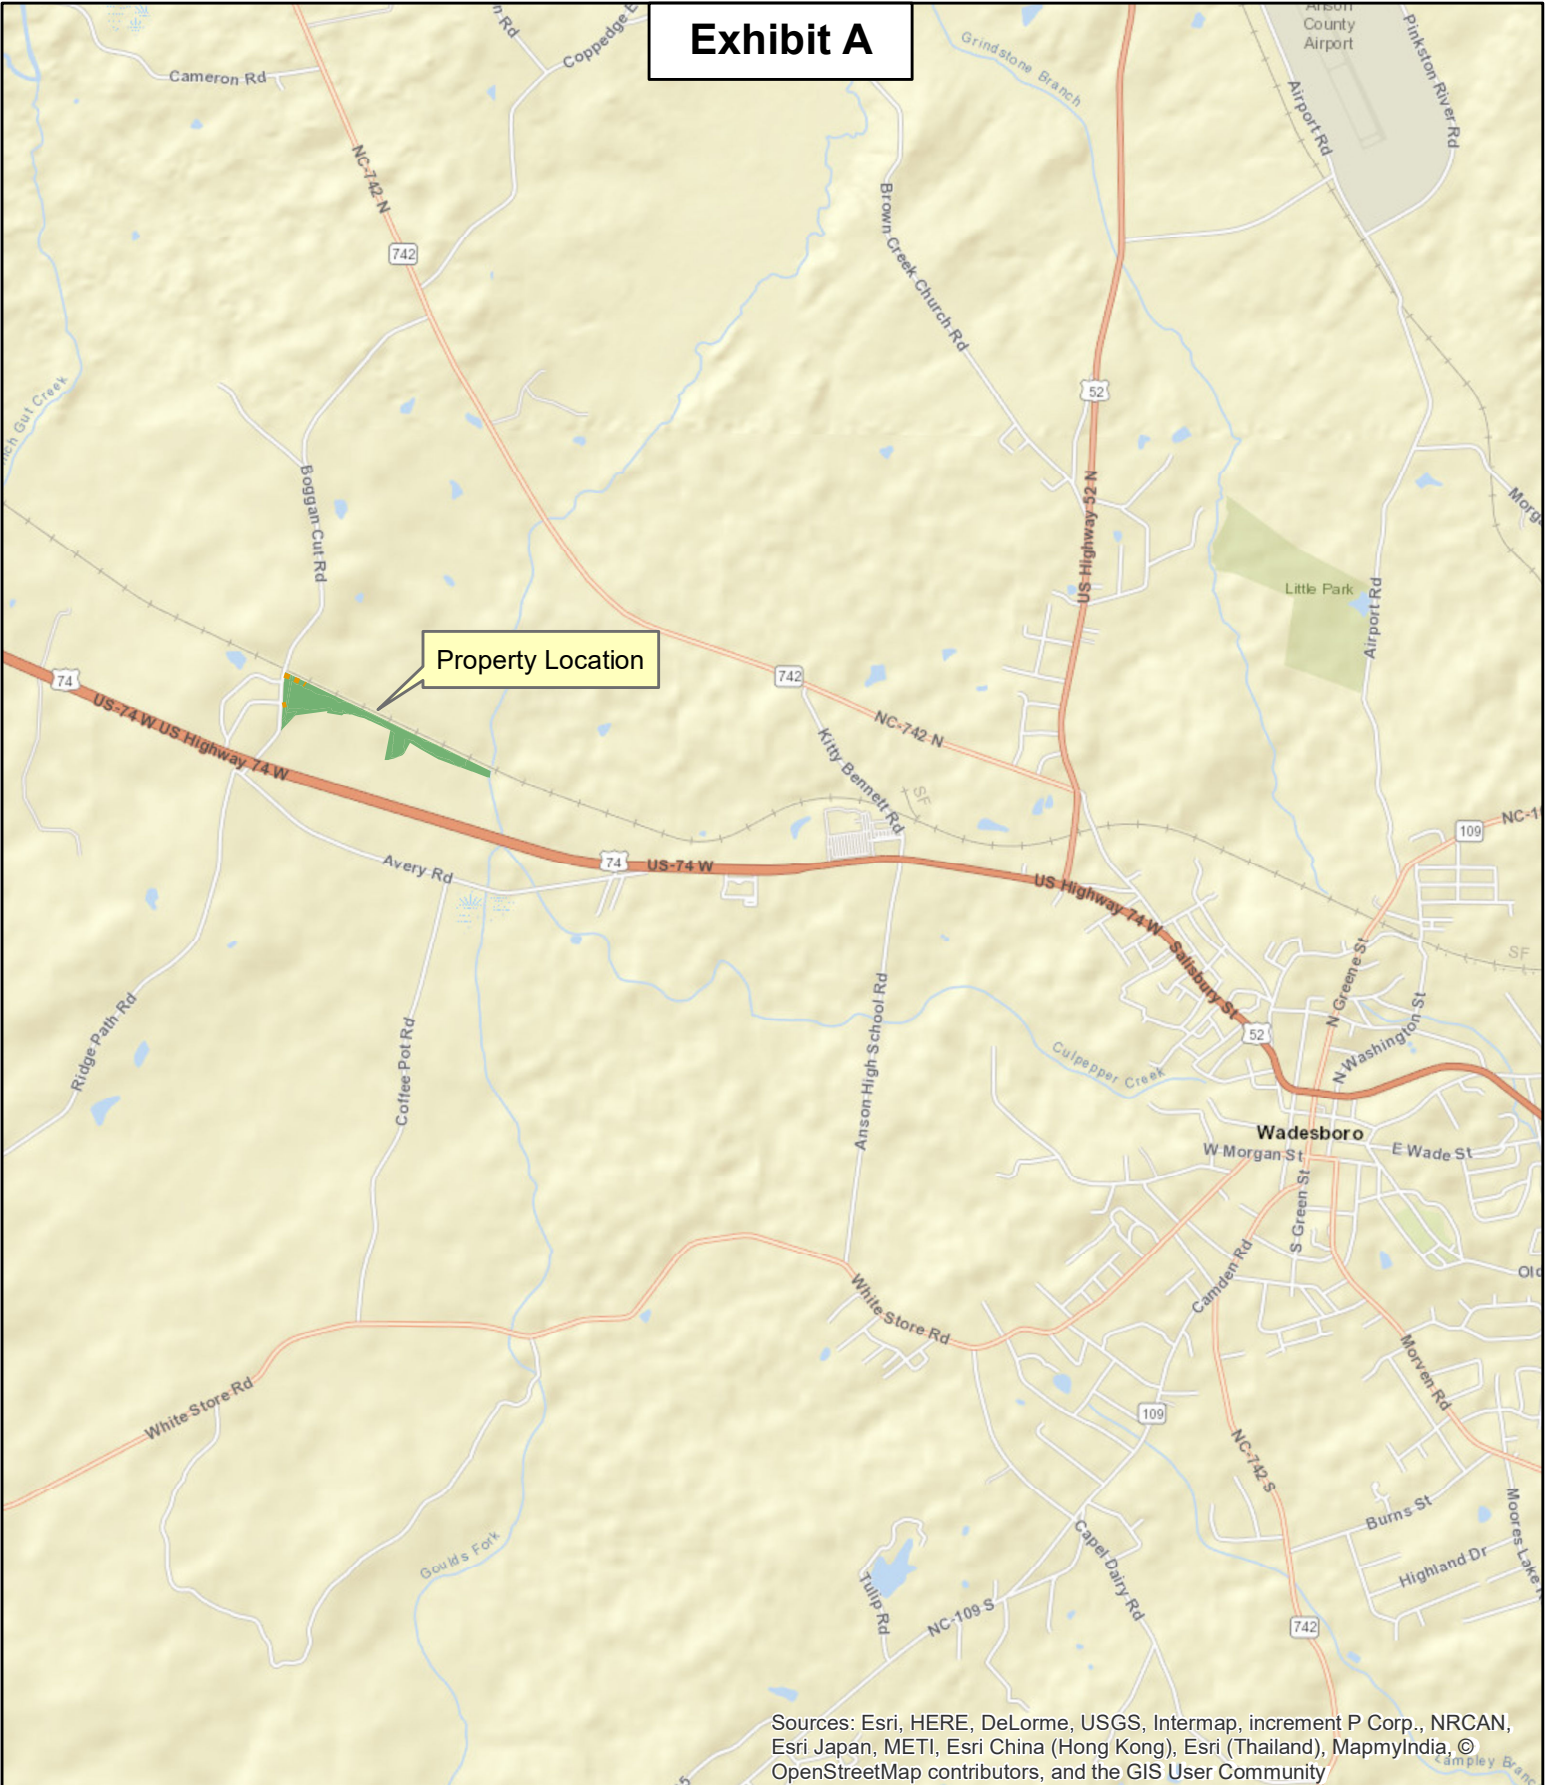 Exhibit A
Anson
County
Airport
Pinkston River Rd
Coppedge
Cameron Rd
Grindstone Branch
Airport Rd
NC-742 N
742
Brown Creek Church Rd
52
Gut Creek
Boggan Cut Rd
US Highway 52 N
Little Park
Airport Rd
Property Location
74
742
US-74 W US Highway 74 W
NC-742 N
Kitty Bennett Rd
SF
109
74
US-74 W
Avery Rd
US Highway 74 W
Salisbury St
SF
N Greene St
Ridge Path Rd
Coffee Pot Rd
Anson High School Rd
52
N Washington St
Culpepper Creek
Wadesboro
W Morgan St
E Wade St
S Green St
Camden Rd
White Store Rd
Morven Rd
White Store Rd
109
NC-742 S
Burns St
Moores Lake
Highland Dr
Goulds Fork
Capel Dairy Rd
Tulip Rd
NC-109 S
742
Sources: Esri, HERE, DeLorme, USGS, Intermap, increment P Corp., NRCAN,
Esri Japan, METI, Esri China (Hong Kong), Esri (Thailand), MapmyIndia, ©
OpenStreetMap contributors, and the GIS User Community